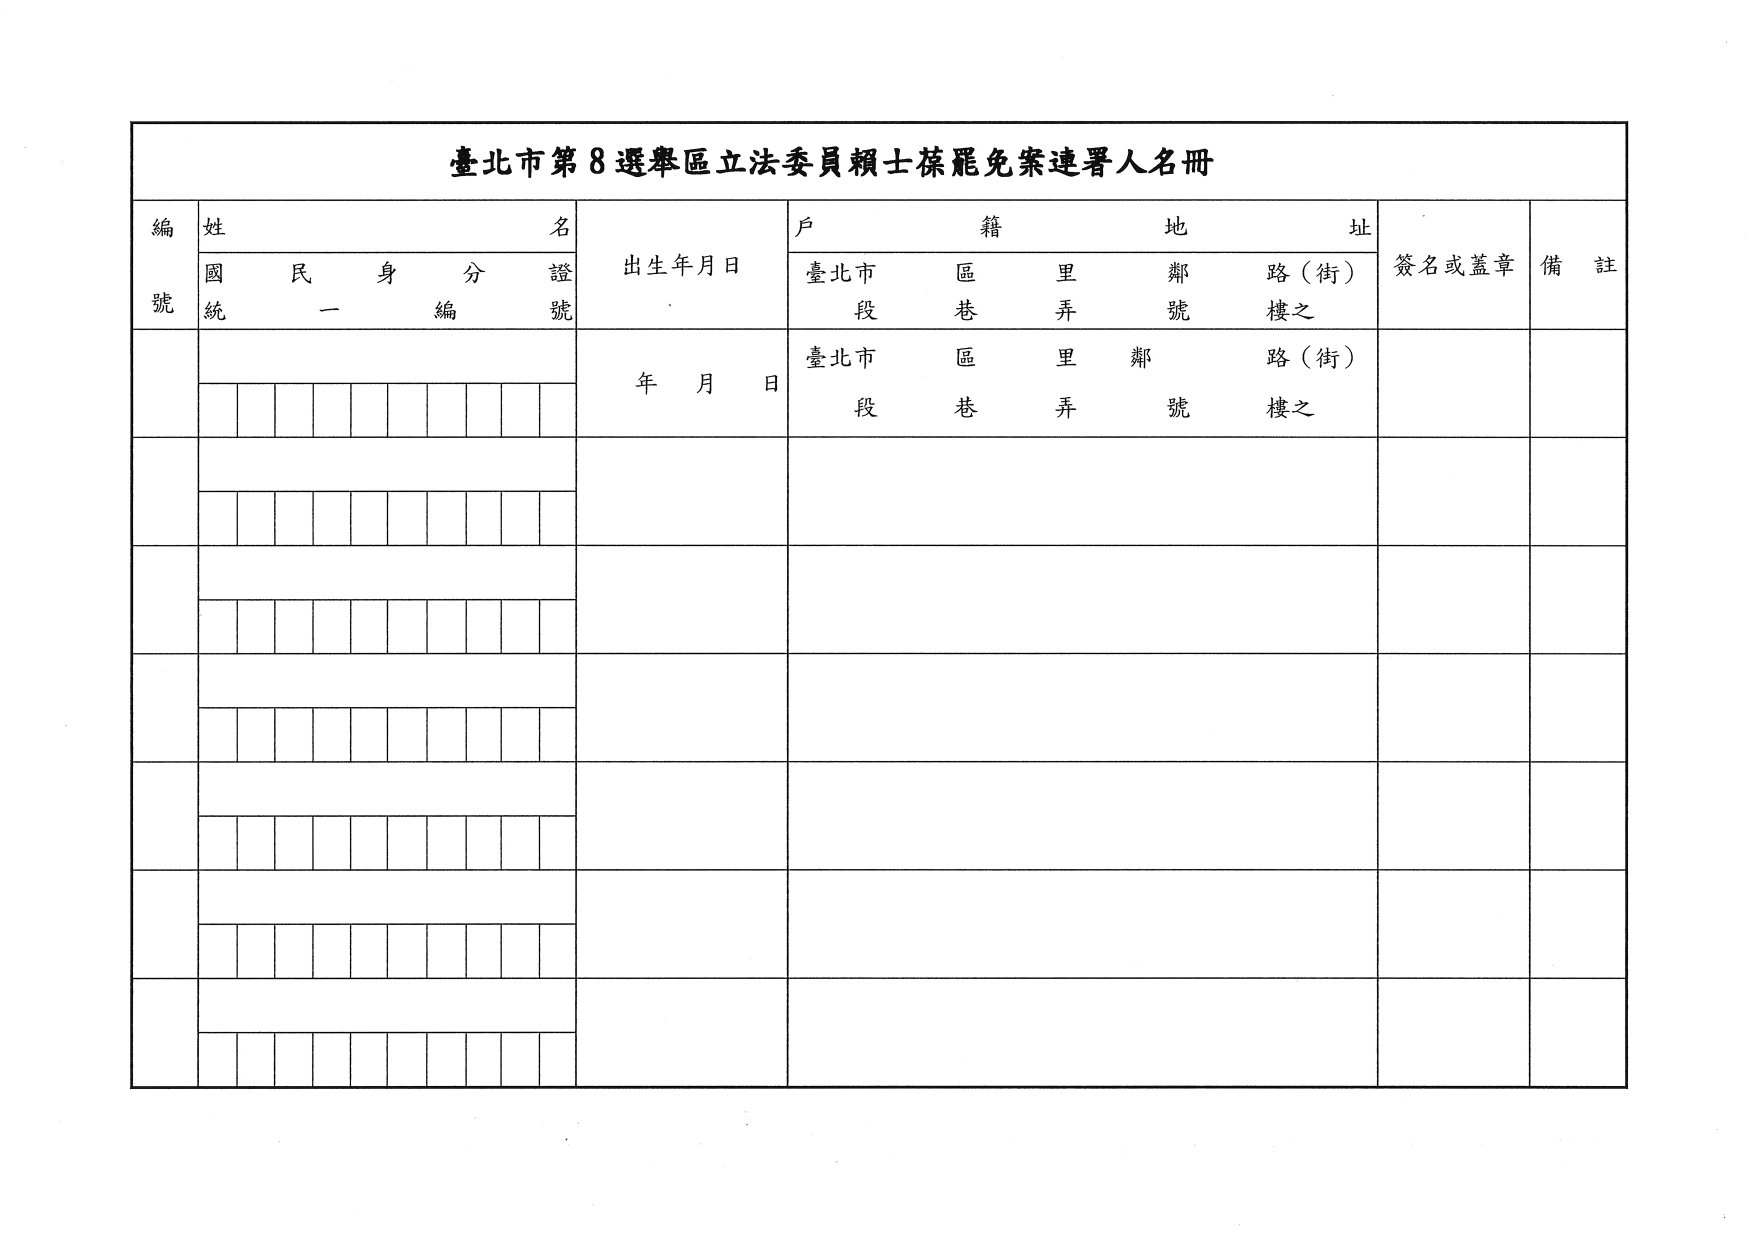 臺北市第8選舉區立法委員賴士葆罷免案連署人名冊
編號
姓名
國民身分證
統一編號
出生年月日
戶籍地址
臺北市 區 里 鄰 路（街）
段 巷 弄 號 樓之
簽名或蓋章
備註
年 月 日
臺北市 區 里 鄰 路（街）
段 巷 弄 號 樓之